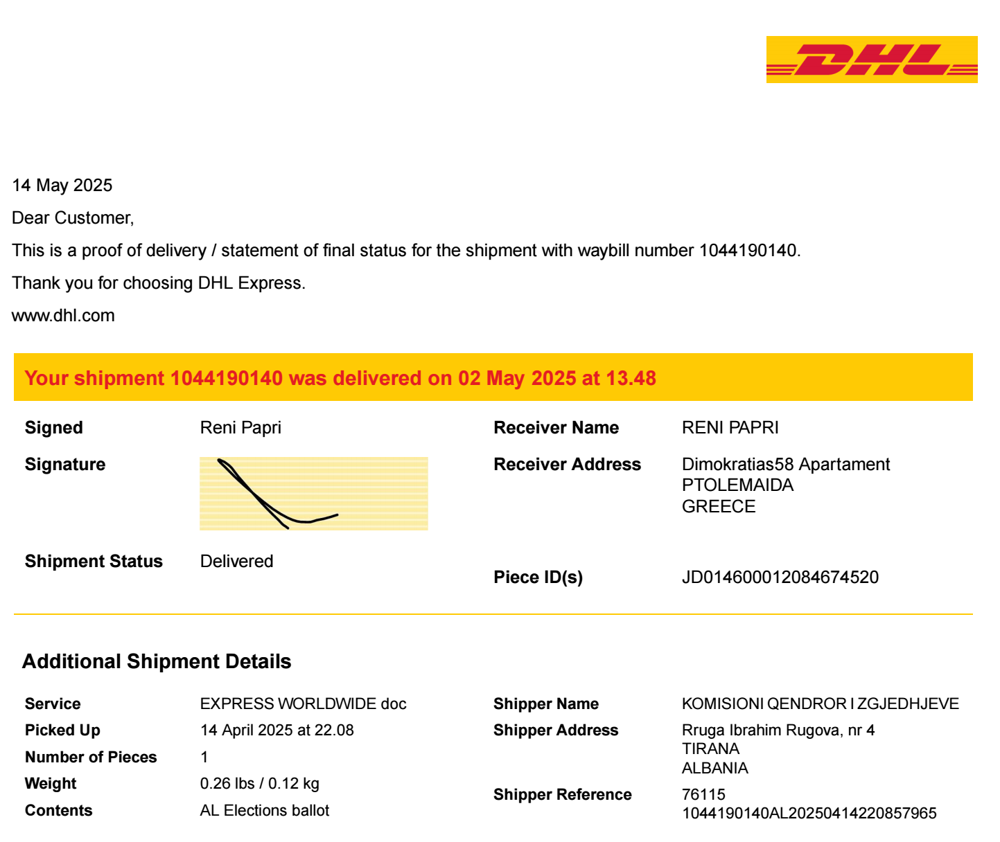 DHL
14 May 2025
Dear Customer,
This is a proof of delivery / statement of final status for the shipment with waybill number 1044190140.
Thank you for choosing DHL Express.
www.dhl.com
Your shipment 1044190140 was delivered on 02 May 2025 at 13.48
Signed Reni Papri
Receiver Name RENI PAPRI
Signature
Receiver Address Dimokratias58 Apartament
PTOLEMAIDA
GREECE
Shipment Status Delivered
Piece ID(s) JD014600012084674520
Additional Shipment Details
Service EXPRESS WORLDWIDE doc
Shipper Name KOMISIONI QENDROR I ZGJEDHJEVE
Picked Up 14 April 2025 at 22.08
Shipper Address Rruga Ibrahim Rugova, nr 4
TIRANA
ALBANIA
Number of Pieces 1
Weight 0.26 lbs / 0.12 kg
Shipper Reference 76115
1044190140AL20250414220857965
Contents AL Elections ballot